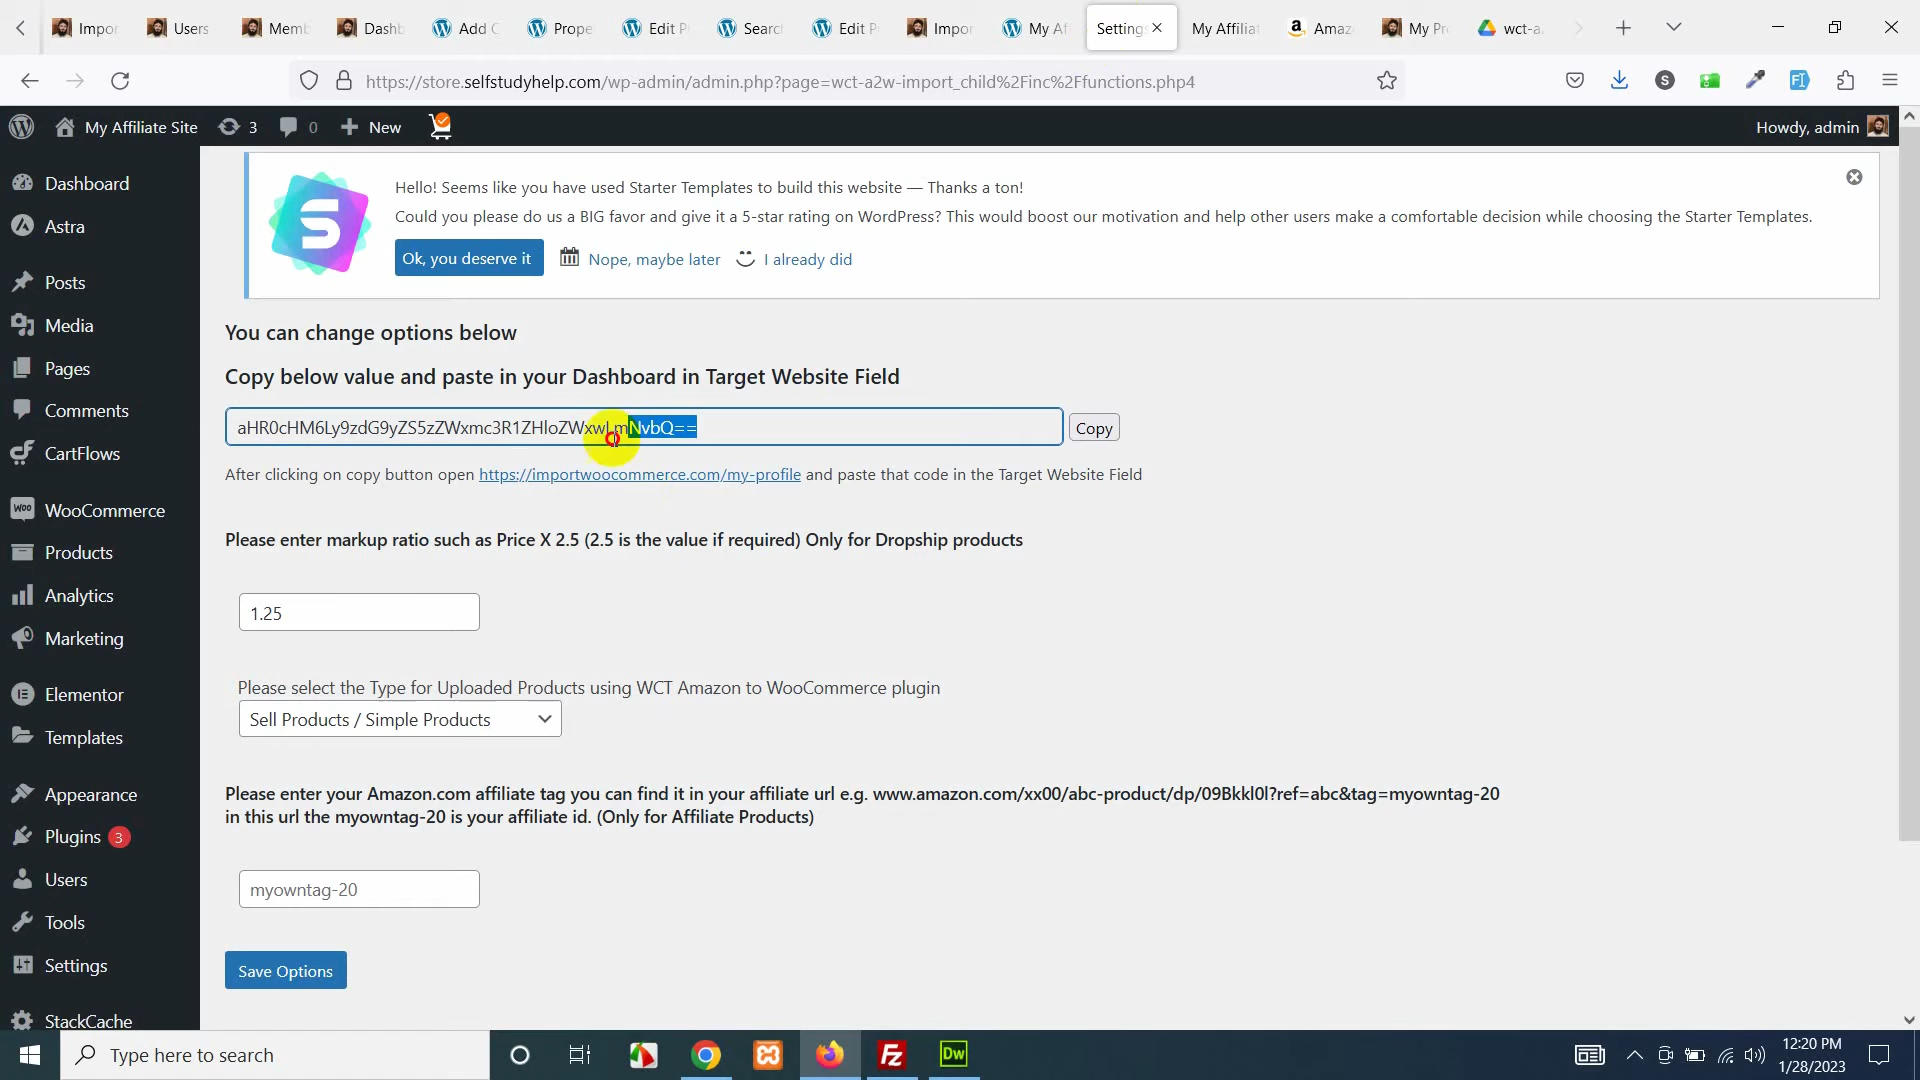 Impor
Users
Memb
Dashb
Add C
Prope
Edit P
Searc
Edit P
Impor
My Af
Setting
My Affilia
Amaz
My Pr
wct-a
https://store.selfstudyhelp.com/wp-admin/admin.php?page=wct-a2w-import_child%2Finc%2Ffunctions.php4
My Affiliate Site
3
0
New
Howdy, admin
Dashboard
Astra
Posts
Media
Pages
Comments
CartFlows
WooCommerce
Products
Analytics
Marketing
Elementor
Templates
Appearance
Plugins 3
Users
Tools
Settings
StackCache
Hello! Seems like you have used Starter Templates to build this website — Thanks a ton!
Could you please do us a BIG favor and give it a 5-star rating on WordPress? This would boost our motivation and help other users make a comfortable decision while choosing the Starter Templates.
Ok, you deserve it
Nope, maybe later
I already did
You can change options below
Copy below value and paste in your Dashboard in Target Website Field
aHR0cHM6Ly9zdG9yZS5zZWxmc3R1ZHloZWxwLmNvbQ==
Copy
After clicking on copy button open https://importwoocommerce.com/my-profile and paste that code in the Target Website Field
Please enter markup ratio such as Price X 2.5 (2.5 is the value if required) Only for Dropship products
1.25
Please select the Type for Uploaded Products using WCT Amazon to WooCommerce plugin
Sell Products / Simple Products
Please enter your Amazon.com affiliate tag you can find it in your affiliate url e.g. www.amazon.com/xx00/abc-product/dp/09Bkkl0l?ref=abc&tag=myowntag-20
in this url the myowntag-20 is your affiliate id. (Only for Affiliate Products)
myowntag-20
Save Options
Type here to search
12:20 PM
1/28/2023